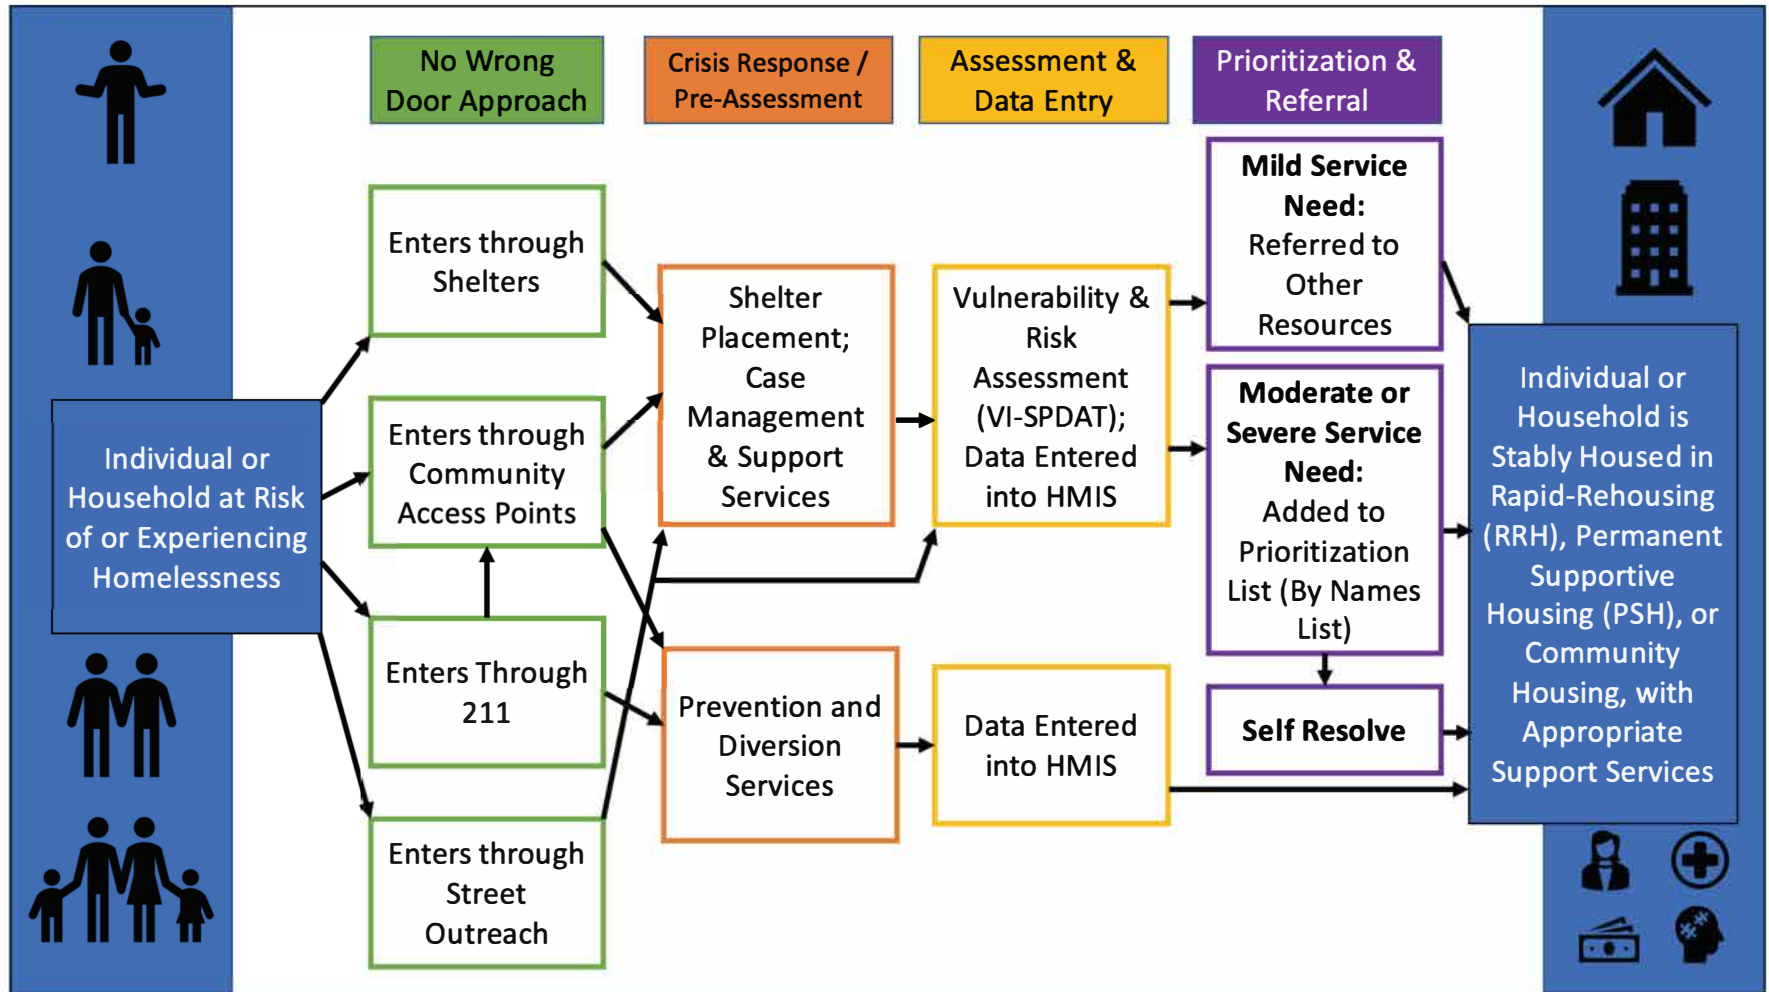 No Wrong
Door Approach
Crisis Response /
Pre-Assessment
Assessment &
Data Entry
Prioritization &
Referral
Individual or
Household at Risk
of or Experiencing
Homelessness
Enters through
Shelters
Enters through
Community
Access Points
Enters Through
211
Enters through
Street
Outreach
Shelter
Placement;
Case
Management
& Support
Services
Prevention and
Diversion
Services
Vulnerability &
Risk
Assessment
(VI-SPDAT);
Data Entered
into HMIS
Data Entered
into HMIS
Mild Service
Need:
Referred to
Other
Resources
Moderate or
Severe Service
Need:
Added to
Prioritization
List (By Names
List)
Self Resolve
Individual or
Household is
Stably Housed in
Rapid-Rehousing
(RRH), Permanent
Supportive
Housing (PSH), or
Community
Housing, with
Appropriate
Support Services